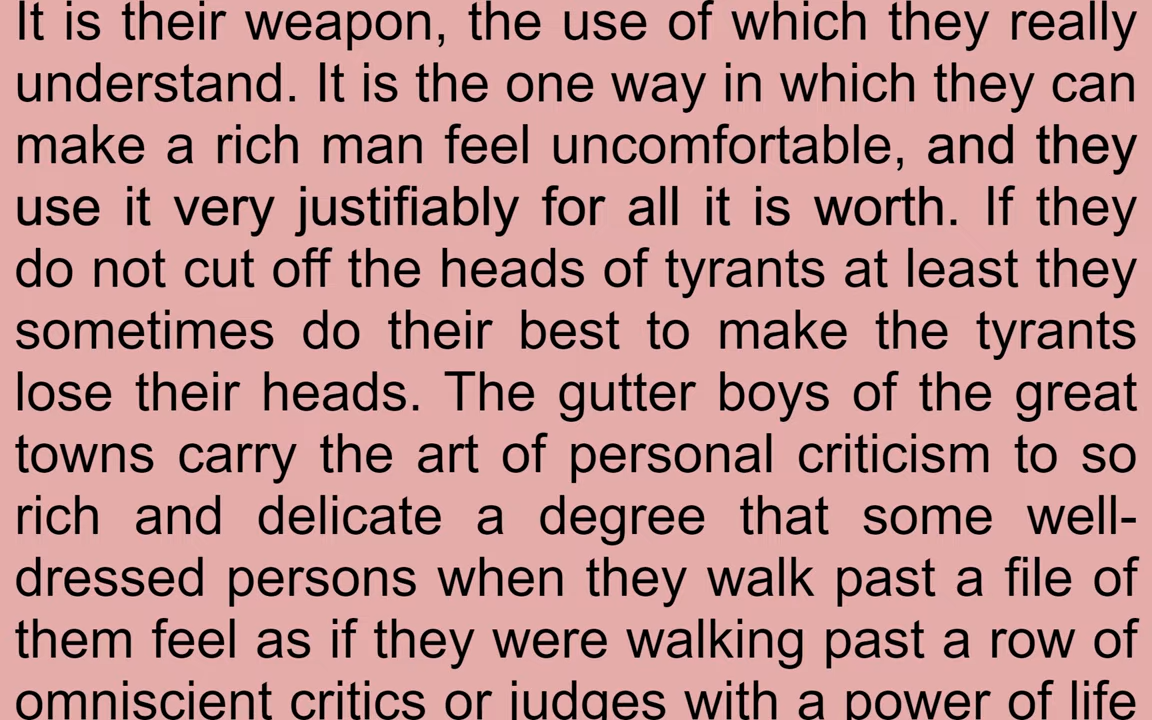 It is their weapon, the use of which they really
understand. It is the one way in which they can
make a rich man feel uncomfortable, and they
use it very justifiably for all it is worth. If they
do not cut off the heads of tyrants at least they
sometimes do their best to make the tyrants
lose their heads. The gutter boys of the great
towns carry the art of personal criticism to so
rich and delicate a degree that some well-
dressed persons when they walk past a file of
them feel as if they were walking past a row of
omniscient critics or judges with a power of life